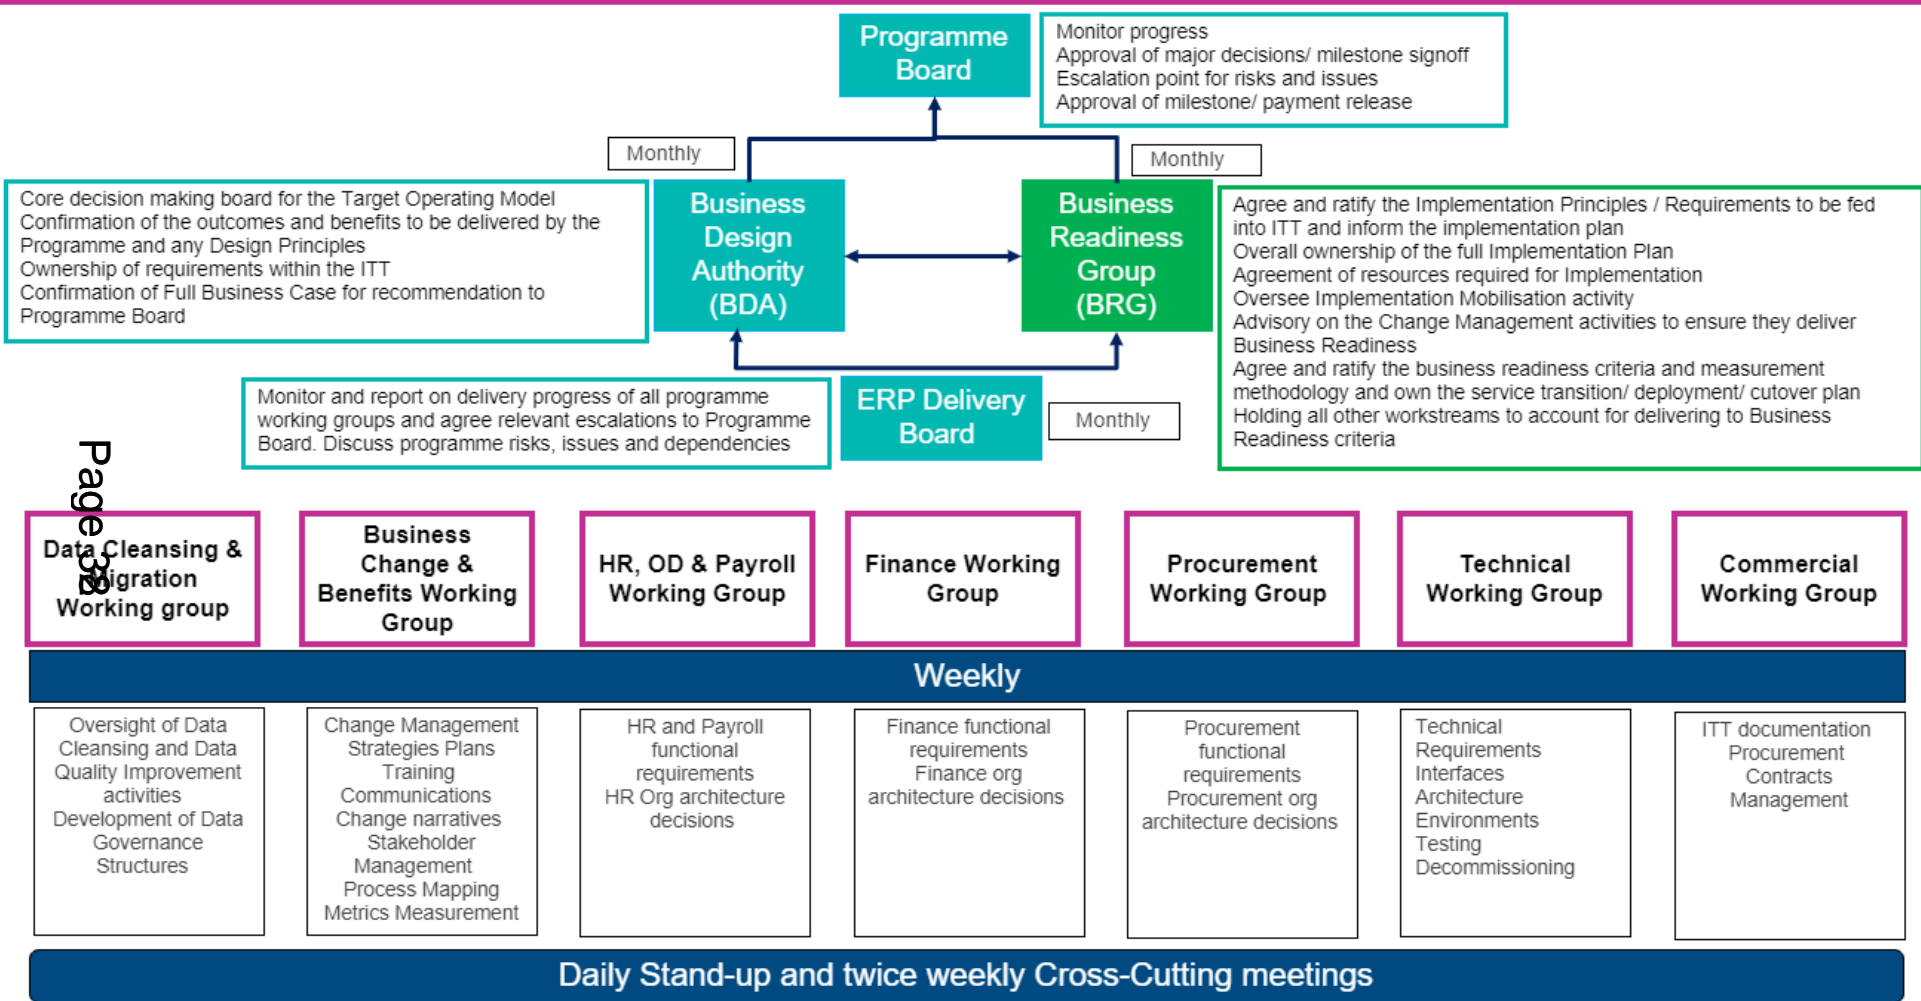 Programme
Board
Monitor progress
Approval of major decisions/ milestone signoff
Escalation point for risks and issues
Approval of milestone/ payment release
Monthly
Monthly
Core decision making board for the Target Operating Model
Confirmation of the outcomes and benefits to be delivered by the
Programme and any Design Principles
Ownership of requirements within the ITT
Confirmation of Full Business Case for recommendation to
Programme Board
Business
Design
Authority
(BDA)
Business
Readiness
Group
(BRG)
Agree and ratify the Implementation Principles / Requirements to be fed
into ITT and inform the implementation plan
Overall ownership of the full Implementation Plan
Agreement of resources required for Implementation
Oversee Implementation Mobilisation activity
Advisory on the Change Management activities to ensure they deliver
Business Readiness
Agree and ratify the business readiness criteria and measurement
methodology and own the service transition/ deployment/ cutover plan
Holding all other workstreams to account for delivering to Business
Readiness criteria
Monitor and report on delivery progress of all programme
working groups and agree relevant escalations to Programme
Board. Discuss programme risks, issues and dependencies
ERP Delivery
Board
Monthly
Page 38
Data Cleansing &
Migration
Working group
Business
Change &
Benefits Working
Group
HR, OD & Payroll
Working Group
Finance Working
Group
Procurement
Working Group
Technical
Working Group
Commercial
Working Group
Weekly
Oversight of Data
Cleansing and Data
Quality Improvement
activities
Development of Data
Governance
Structures
Change Management
Strategies Plans
Training
Communications
Change narratives
Stakeholder
Management
Process Mapping
Metrics Measurement
HR and Payroll
functional
requirements
HR Org architecture
decisions
Finance functional
requirements
Finance org
architecture decisions
Procurement
functional
requirements
Procurement org
architecture decisions
Technical
Requirements
Interfaces
Architecture
Environments
Testing
Decommissioning
ITT documentation
Procurement
Contracts
Management
Daily Stand-up and twice weekly Cross-Cutting meetings